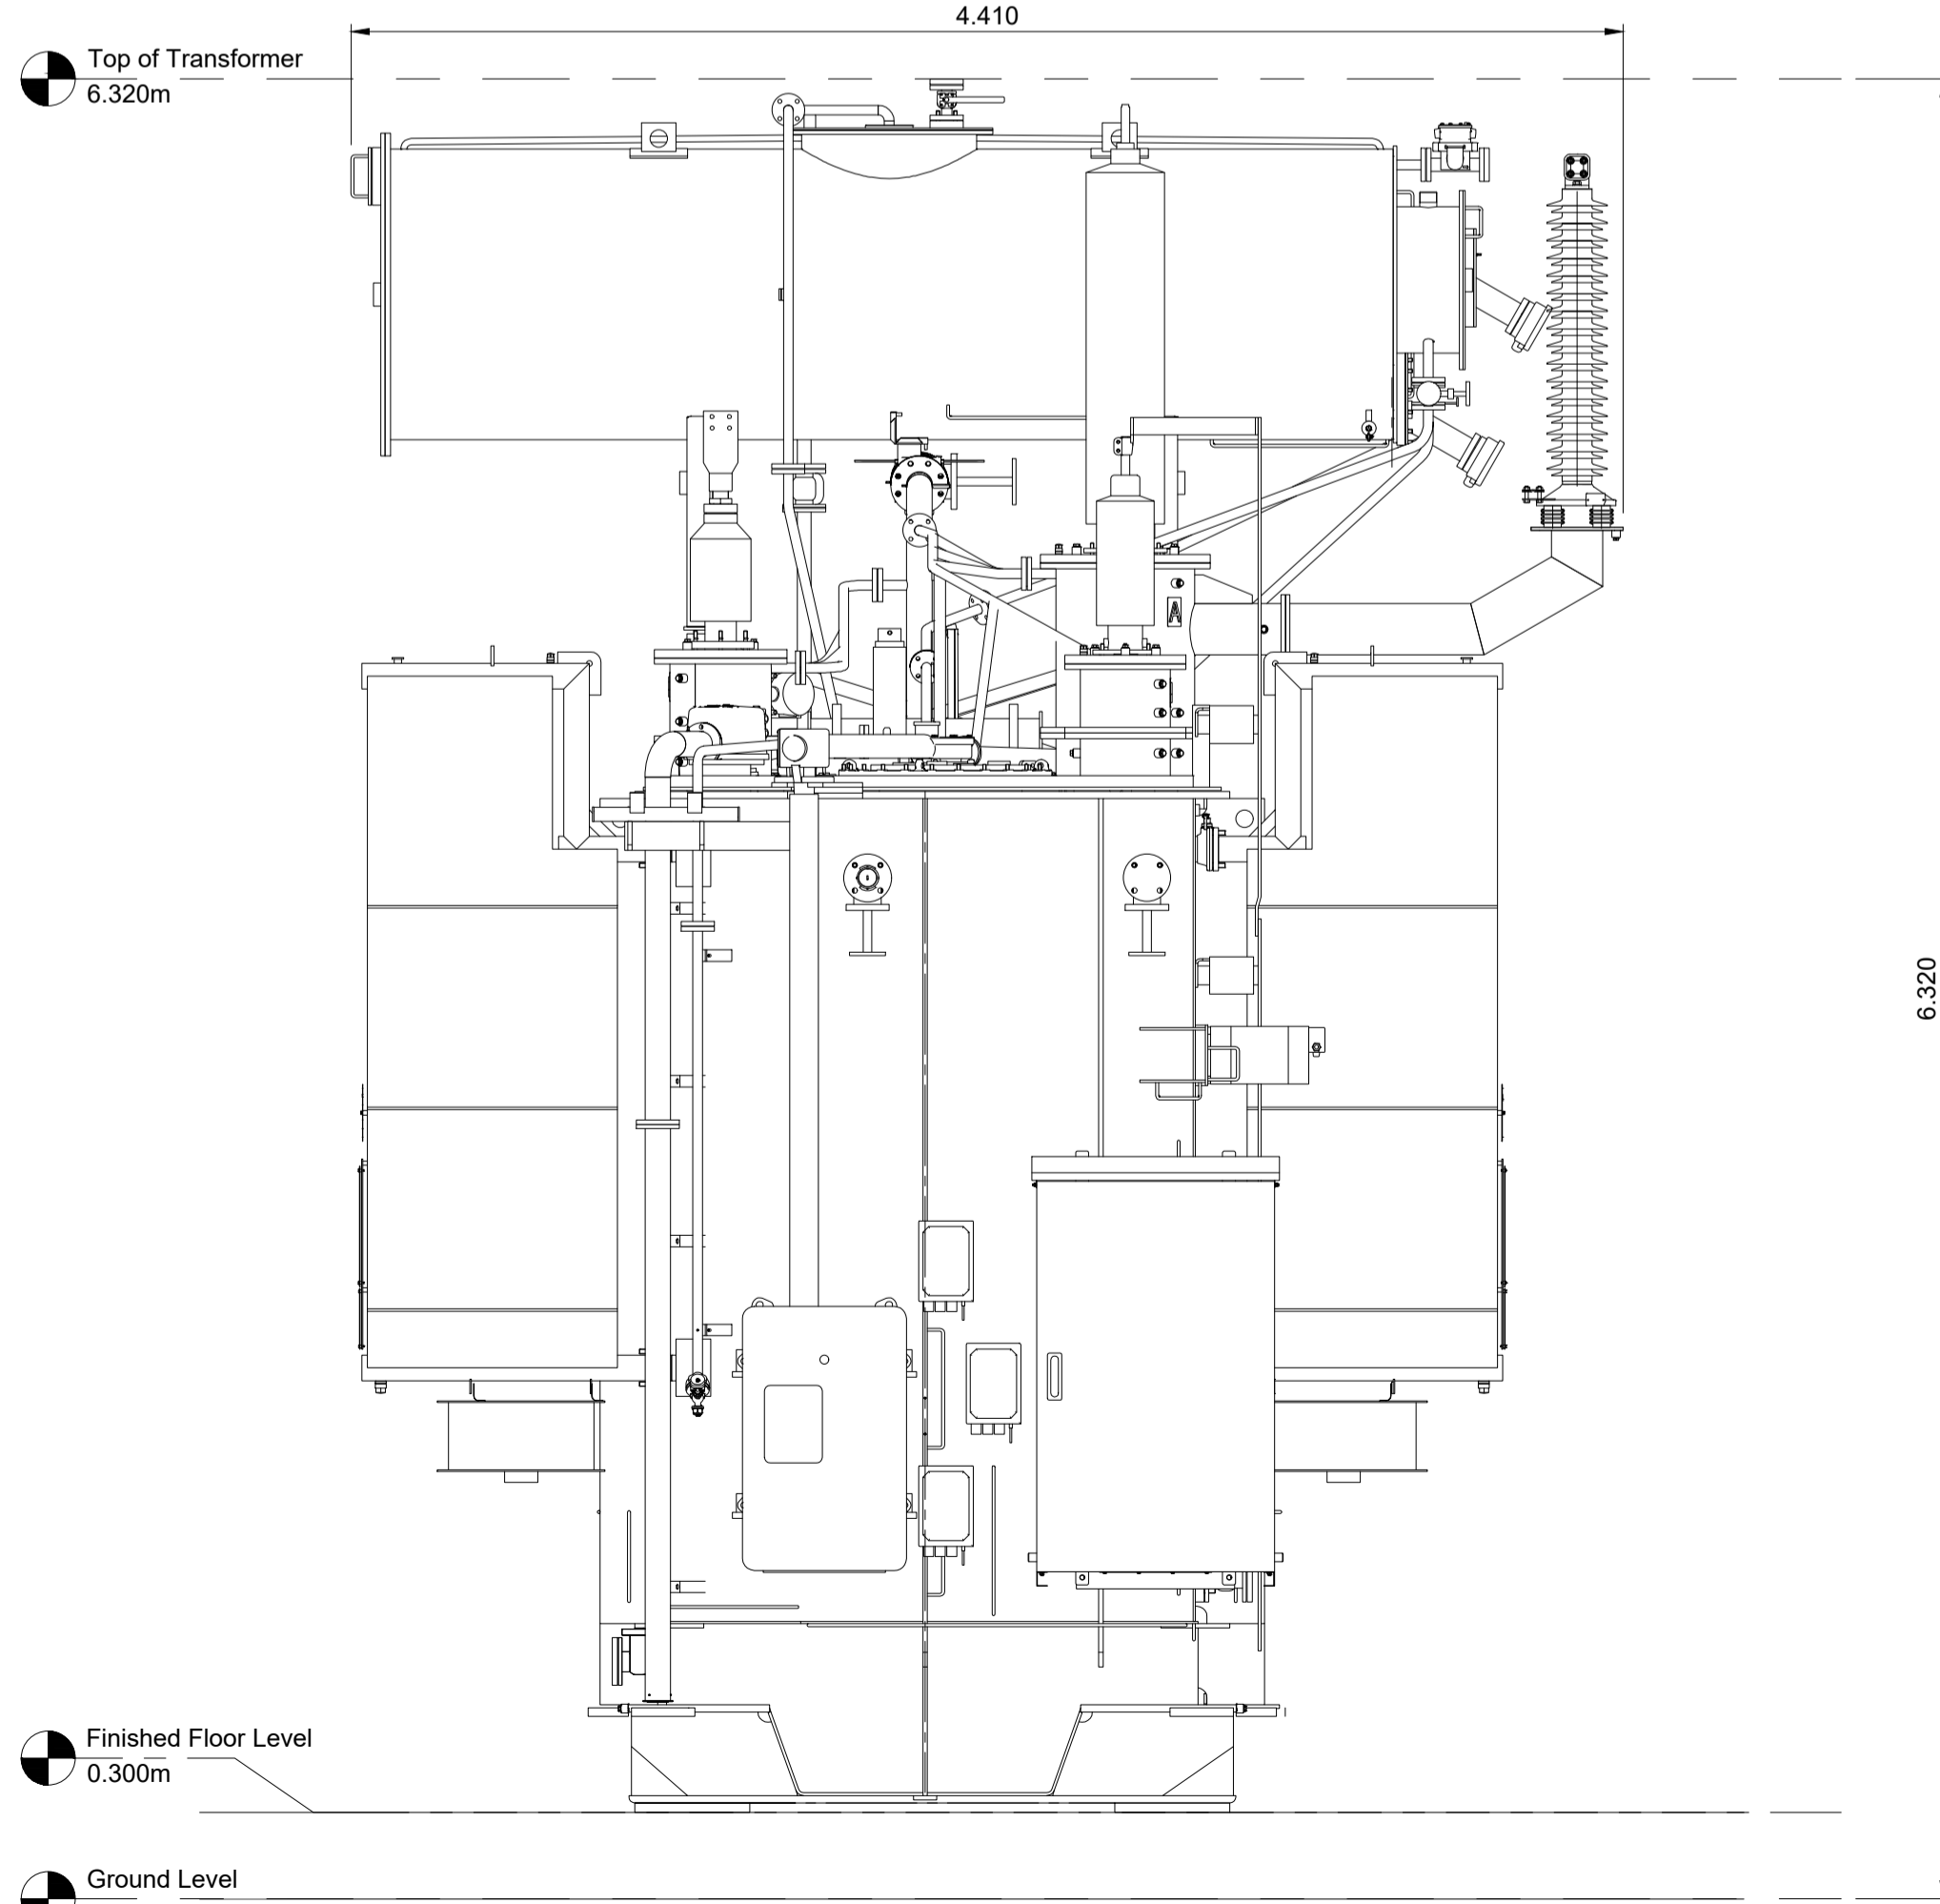 4.410
Top of Transformer
6.320m
A
6.320
Finished Floor Level
0.300m
Ground Level